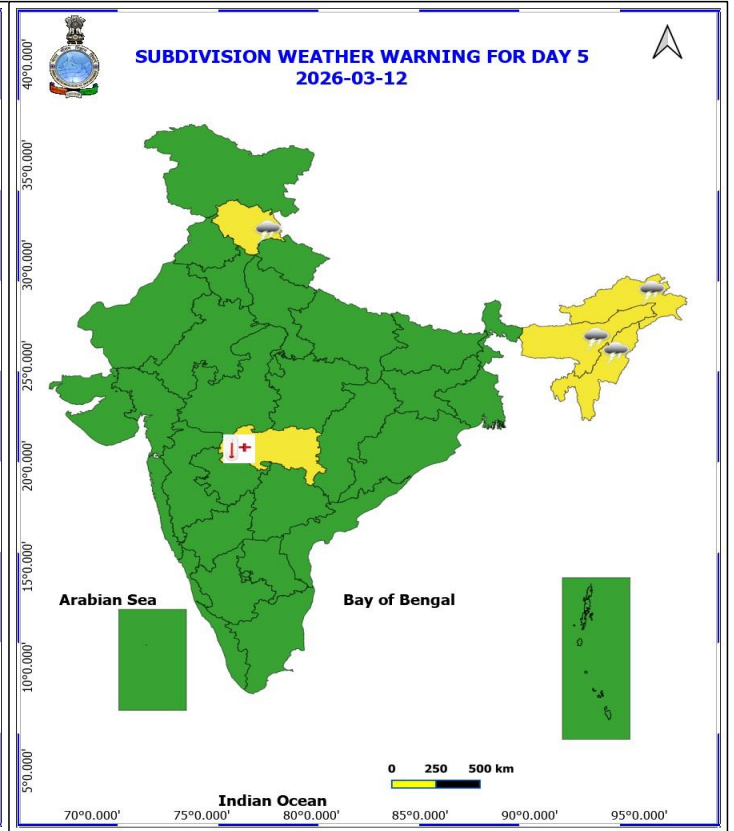 SUBDIVISION WEATHER WARNING FOR DAY 5
2026-03-12
40°0.000'
35°0.000'
30°0.000'
25°0.000'
20°0.000'
15°0.000'
10°0.000'
5°0.000'
Arabian Sea
Bay of Bengal
0 250 500 km
Indian Ocean
70°0.000' 75°0.000' 80°0.000' 85°0.000' 90°0.000' 95°0.000'